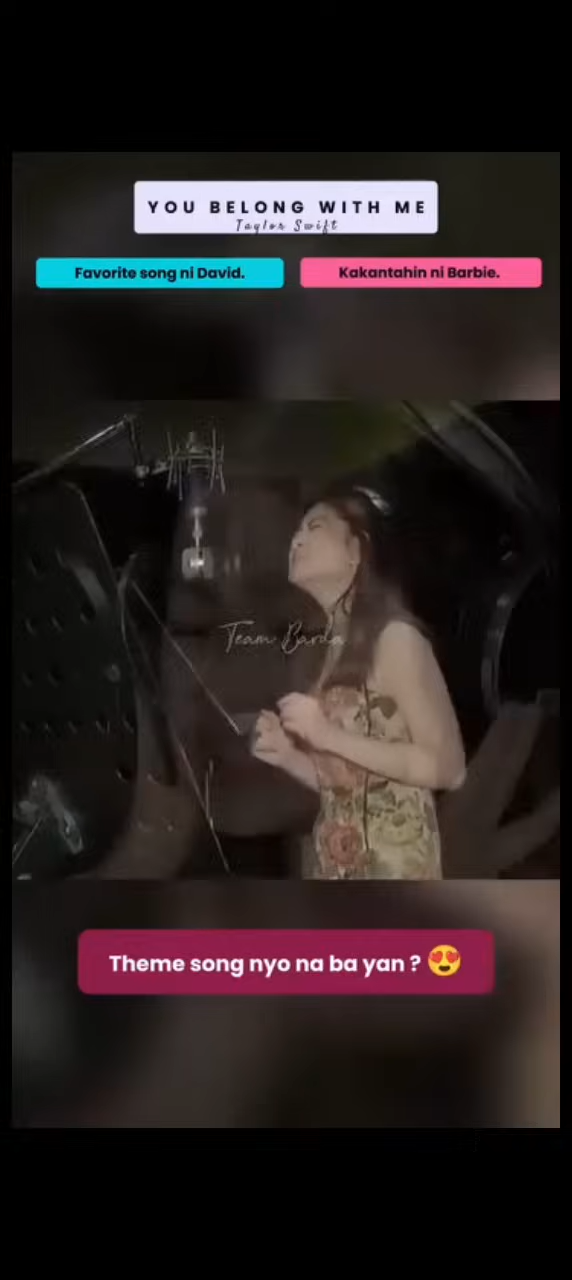 YOU BELONG WITH ME
Taylor Swift
Favorite song ni David.
Kakantahin ni Barbie.
Team Barda
Theme song nyo na ba yan ? 😍